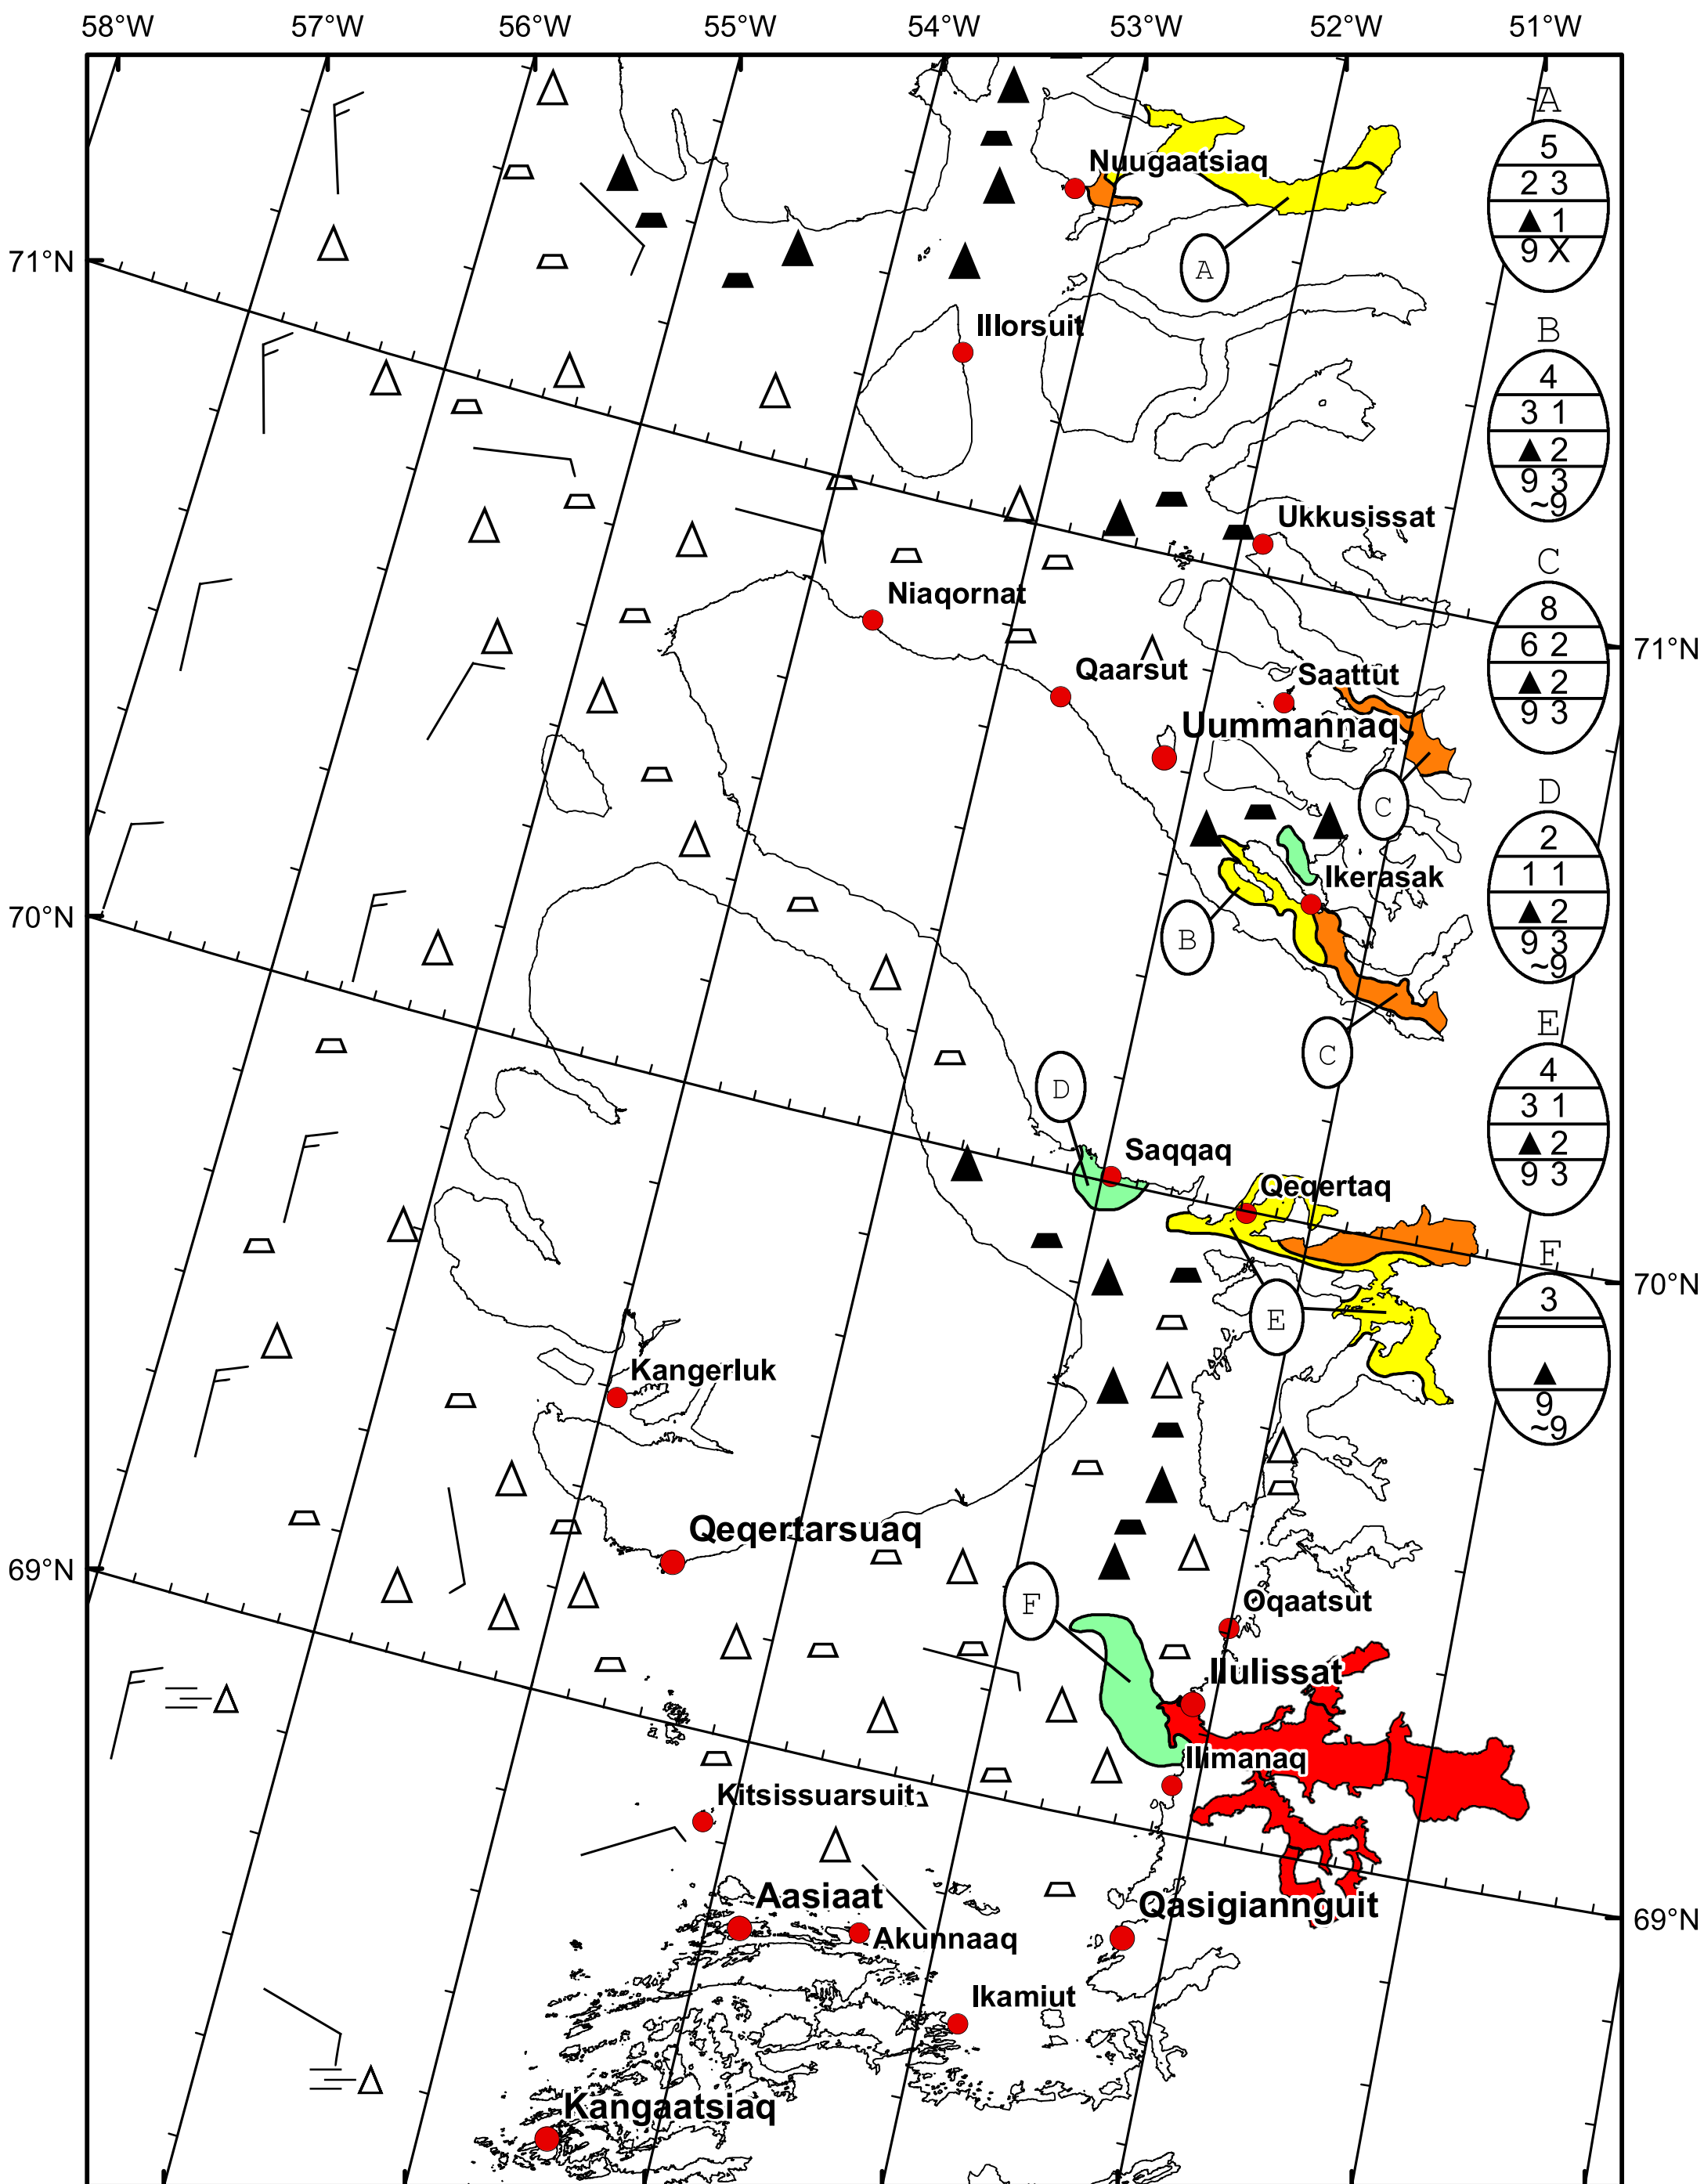 58°W 57°W 56°W 55°W 54°W 53°W 52°W 51°W
A
5
2 3
▲ 1
9 X
Nuugaatsiaq
A
71°N
Illorsuit
B
4
3 1
▲ 2
9 3
~9
Ukkusissat
Niaqornat
C
8
6 2
▲ 2
9 3
71°N
Qaarsut
Saattut
Uummannaq
C
D
2
1 1
▲ 2
9 3
~9
Ikerasak
B
70°N
C
E
4
3 1
▲ 2
9 3
D
Saqqaq
Qeqertaq
F
3
▲
9
~9
70°N
E
Kangerluk
Qeqertarsuaq
69°N
F
Oqaatsut
Ilulissat
Ilimanaq
Kitsissuarsuit
Aasiaat
Qasigiannguit
69°N
Akunnaaq
Ikamiut
Kangaatsiaq